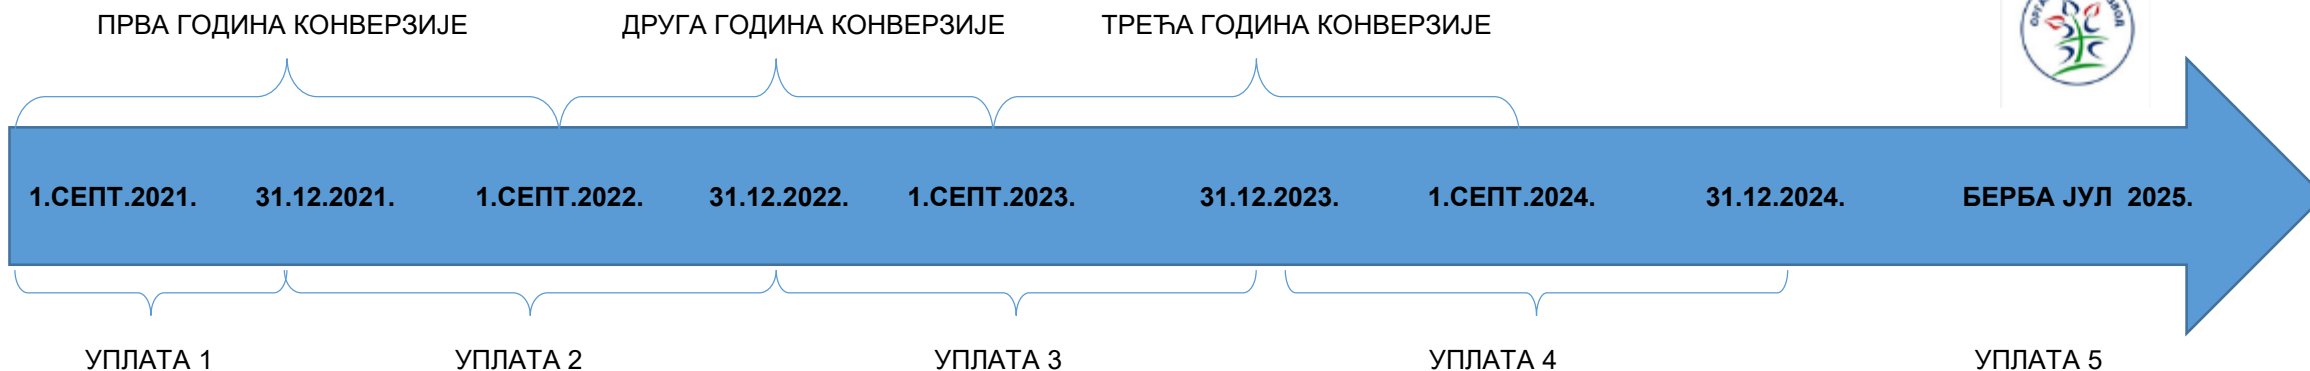 ПРВА ГОДИНА КОНВЕРЗИЈЕ ДРУГА ГОДИНА КОНВЕРЗИЈЕ ТРЕЋА ГОДИНА КОНВЕРЗИЈЕ
1.СЕПТ.2021. 31.12.2021. 1.СЕПТ.2022. 31.12.2022. 1.СЕПТ.2023. 31.12.2023. 1.СЕПТ.2024. 31.12.2024. БЕРБА ЈУЛ 2025.
УПЛАТА 1 УПЛАТА 2 УПЛАТА 3 УПЛАТА 4 УПЛАТА 5